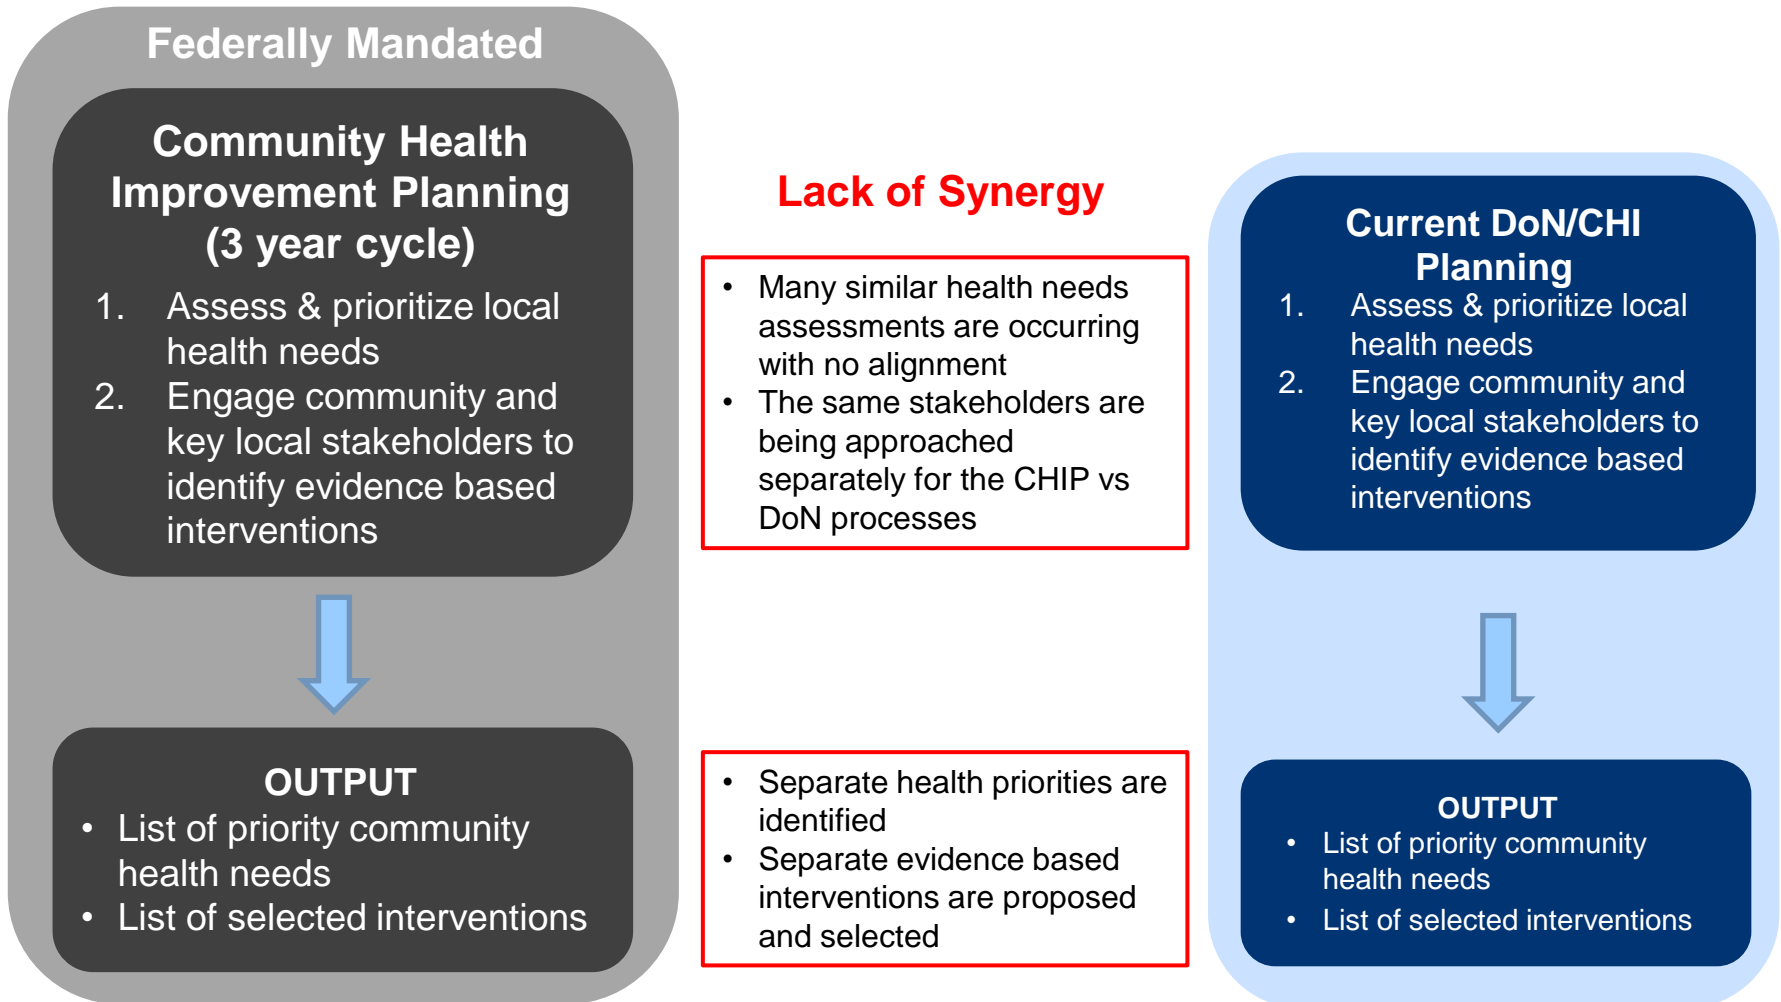 Federally Mandated
Community Health
Improvement Planning
(3 year cycle)
1. Assess & prioritize local
health needs
2. Engage community and
key local stakeholders to
identify evidence based
interventions
OUTPUT
• List of priority community
health needs
• List of selected interventions
Lack of Synergy
• Many similar health needs
assessments are occurring
with no alignment
• The same stakeholders are
being approached
separately for the CHIP vs
DoN processes
• Separate health priorities are
identified
• Separate evidence based
interventions are proposed
and selected
Current DoN/CHI
Planning
1. Assess & prioritize local
health needs
2. Engage community and
key local stakeholders to
identify evidence based
interventions
OUTPUT
• List of priority community
health needs
• List of selected interventions